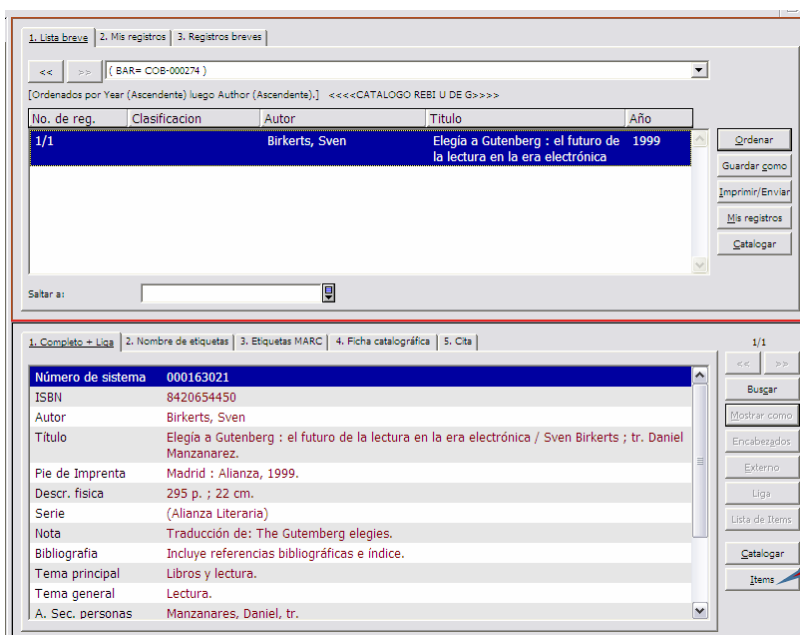 1. Lista breve 2. Mis registros 3. Registros breves
<< >> ( BAR= COB-000274 )
[Ordenados por Year (Ascendente) luego Author (Ascendente).] <<<<CATALOGO REBI U DE G>>>>
No. de reg. Clasificacion Autor Titulo Año
1/1 Birkerts, Sven Elegía a Gutenberg : el futuro de 1999
la lectura en la era electrónica
Ordenar
Guardar como
Imprimir/Enviar
Mis registros
Catalogar
Saltar a:
1. Completo + Liga 2. Nombre de etiquetas 3. Etiquetas MARC 4. Ficha catalográfica 5. Cita
1/1
<< >>
Número de sistema 000163021
ISBN 8420654450
Autor Birkerts, Sven
Título Elegía a Gutenberg : el futuro de la lectura en la era electrónica / Sven Birkerts ; tr. Daniel
Manzanarez.
Pie de Imprenta Madrid : Alianza, 1999.
Descr. fisica 295 p. ; 22 cm.
Serie (Alianza Literaria)
Nota Traducción de: The Gutemberg elegies.
Bibliografia Incluye referencias bibliográficas e índice.
Tema principal Libros y lectura.
Tema general Lectura.
A. Sec. personas Manzanares, Daniel, tr.
Buscar
Mostrar como
Encabezados
Externo
Liga
Lista de Items
Catalogar
Items